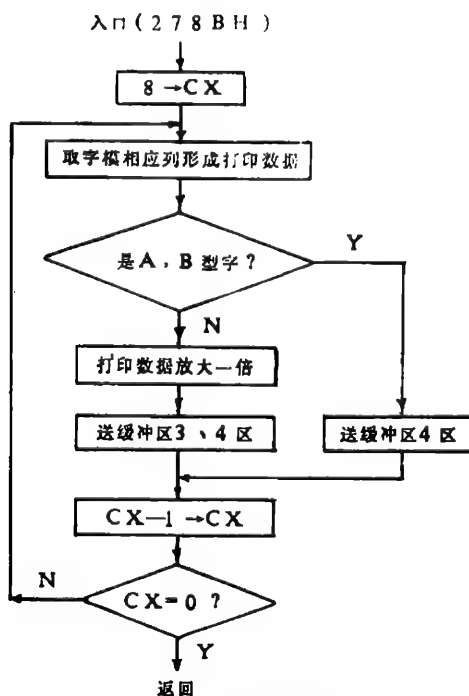 入口(278BH)
8→CX
取字模相应列形成打印数据
是A,B型字?
Y
N
打印数据放大一倍
送缓冲区3、4区
送缓冲区4区
CX—1→CX
N
CX=0?
Y
返回